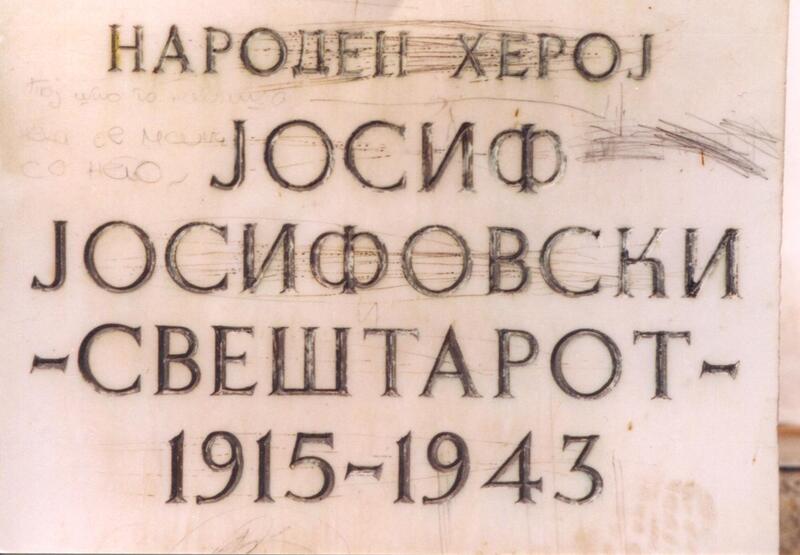 НАРОДЕН ХЕРОЈ
ЈОСИФ
ЈОСИФОВСКИ
-СВЕШТАРОТ-
1915-1943